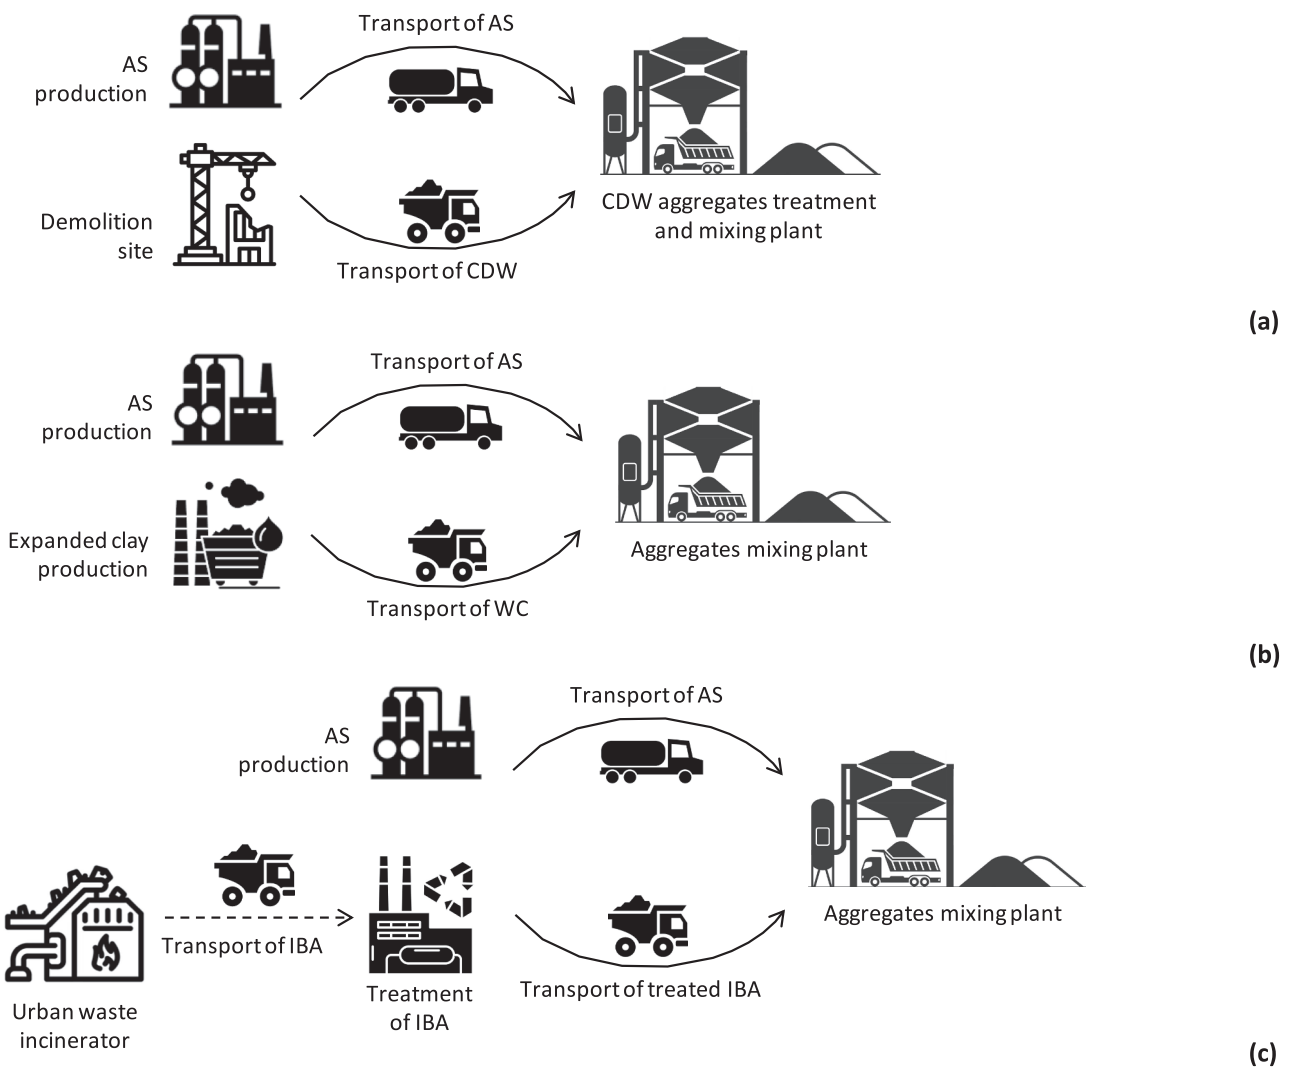 Transport of AS
AS
production
Demolition
site
Transport of CDW
CDW aggregates treatment
and mixing plant
(a)
Transport of AS
AS
production
Expanded clay
production
Transport of WC
Aggregates mixing plant
(b)
Transport of AS
AS
production
Transport of IBA
Urban waste
incinerator
Treatment
of IBA
Transport of treated IBA
Aggregates mixing plant
(c)